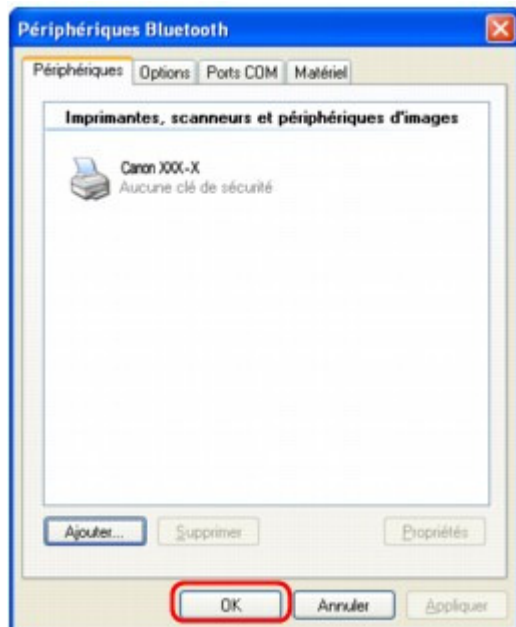 Périphériques Bluetooth
Périphériques Options Ports COM Matériel
Imprimantes, scanneurs et périphériques d'images
Canon XXX-X
Aucune clé de sécurité
Ajouter... Supprimer Propriétés
OK Annuler Appliquer